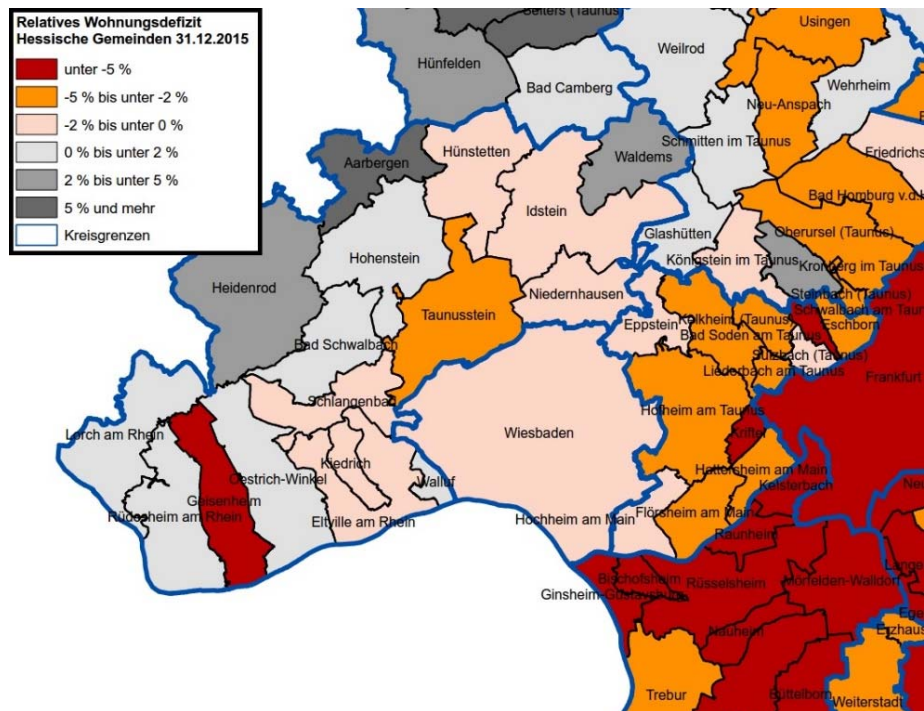 Relatives Wohnungsdefizit
Hessische Gemeinden 31.12.2015
unter -5 %
-5 % bis unter -2 %
-2 % bis unter 0 %
0 % bis unter 2 %
2 % bis unter 5 %
5 % und mehr
Kreisgrenzen
(Taunus)
Usingen
Weilrod
Hünfelden
Wehrheim
Bad Camberg
Neu-Anspach
Schmitten im Taunus
Hünstetten
Aarbergen
Waldems
Friedrichs
Bad Homburg v.d.
Idstein
Glashütten
Oberursel (Taunus)
Hohenstein
Königstein im Taunus
Kronberg im Taunus
Heidenrod
Niedernhausen
Steinbach (Taunus)
Taunusstein
Schwalbach am Taun
Eppstein
Kelkheim (Taunus)
Eschborn
Bad Soden am Taunus
Bad Schwalbach
Sulzbach (Taunus)
Liederbach am Taunus
Frankfurt
Schlangenbad
Hofheim am Taunus
Lorch am Rhein
Wiesbaden
Kriftel
Kiedrich
Hattersheim am Main
Oestrich-Winkel
Walluf
Kelsterbach
Geisenheim
Rüdesheim am Rhein
Eltville am Rhein
Hochheim am Main
Flörsheim am Main
Raunheim
Bischofsheim
Rüsselsheim
Mörfelden-Walldorf
Lange
Ginsheim-Gustavsburg
Ege
Nauheim
Erzhaus
Trebur
Büttelborn
Weiterstadt